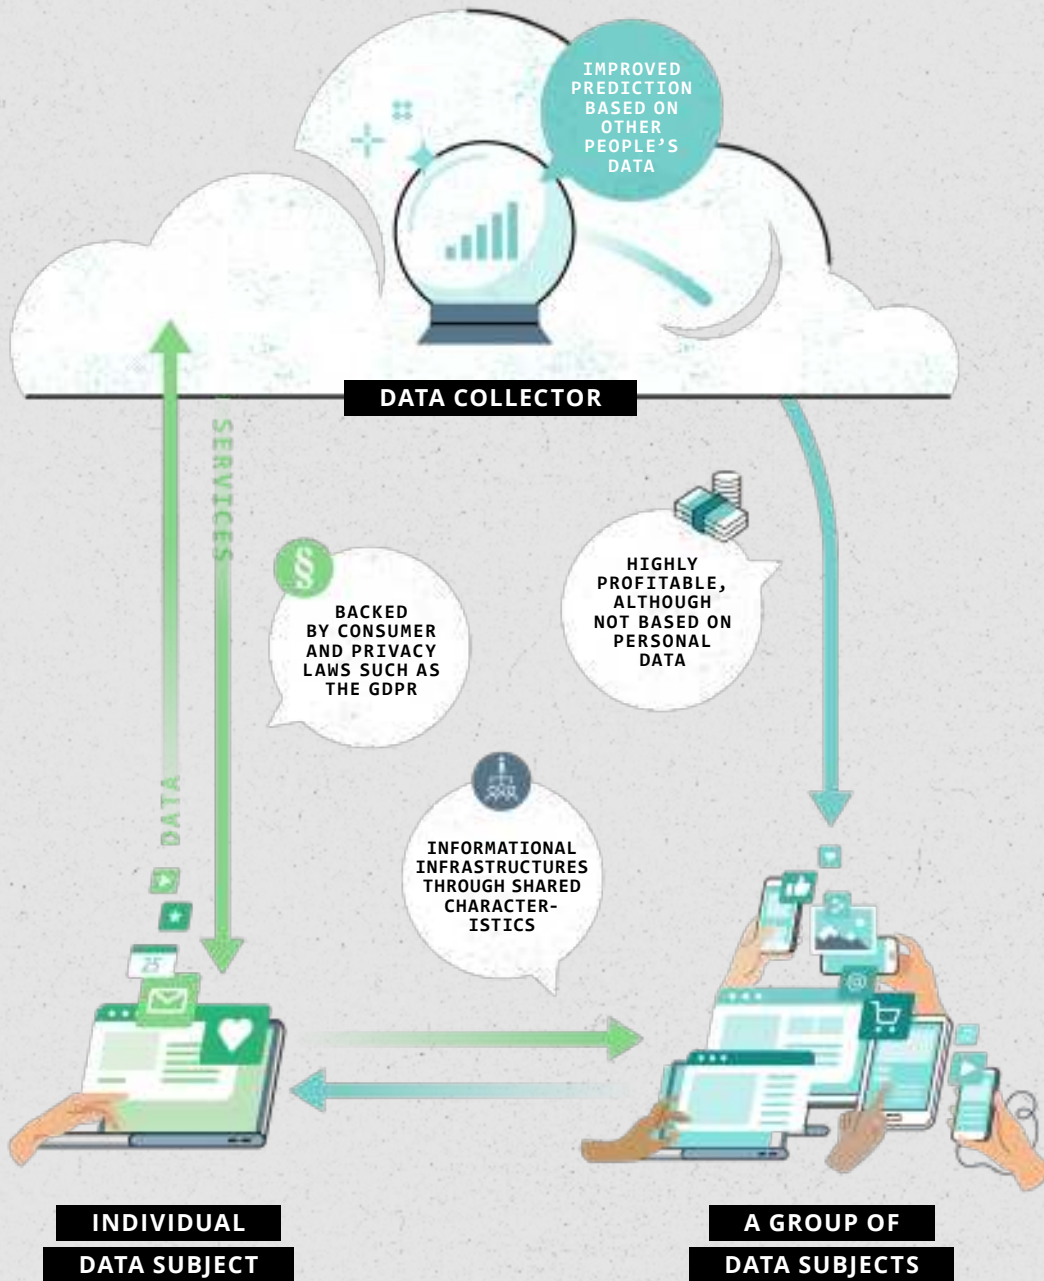 IMPROVED
PREDICTION
BASED ON
OTHER
PEOPLE'S
DATA
DATA COLLECTOR
SERVICES
DATA
§
BACKED
BY CONSUMER
AND PRIVACY
LAWS SUCH AS
THE GDPR
HIGHLY
PROFITABLE,
ALTHOUGH
NOT BASED ON
PERSONAL
DATA
INFORMATIONAL
INFRASTRUCTURES
THROUGH SHARED
CHARACTER-
ISTICS
25
@
INDIVIDUAL
DATA SUBJECT
A GROUP OF
DATA SUBJECTS